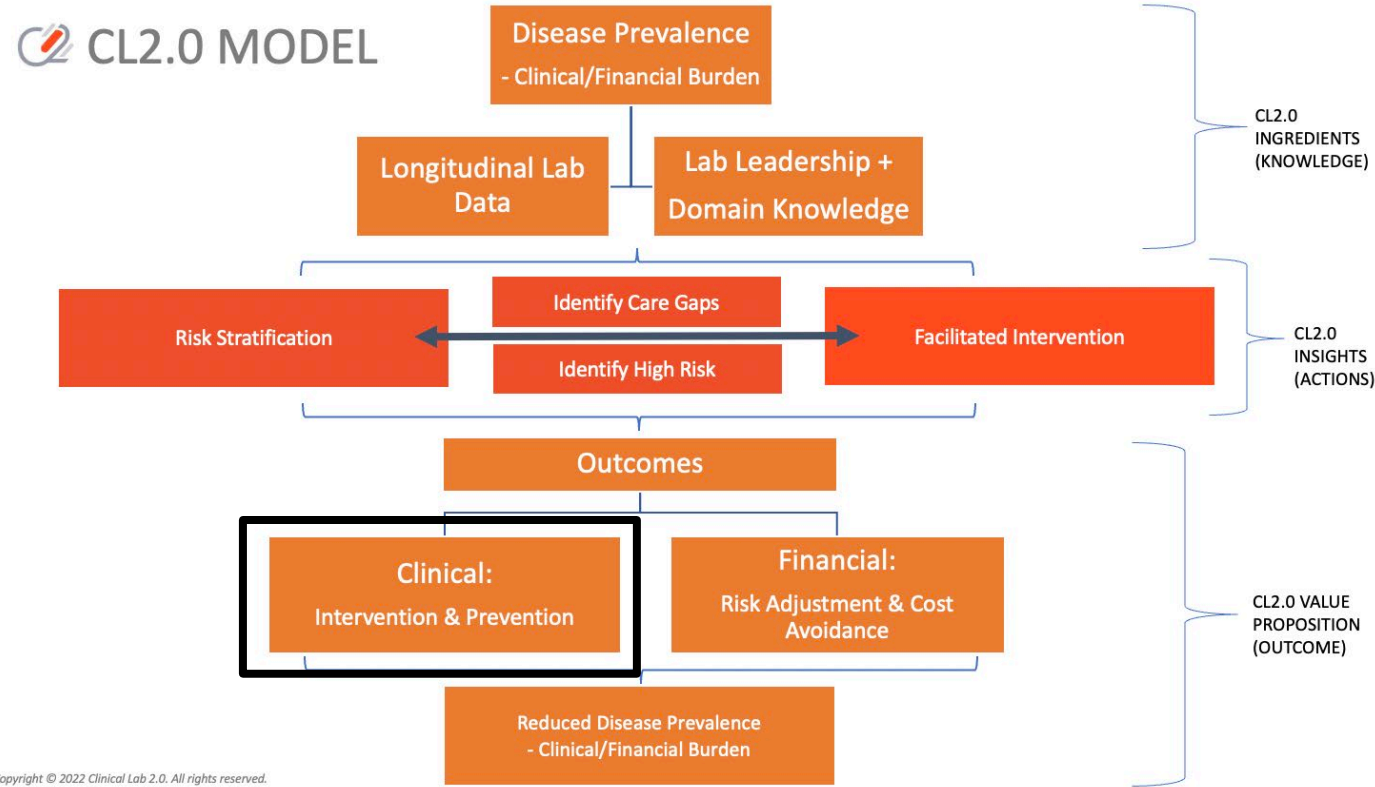 CL2.0 MODEL
Disease Prevalence
- Clinical/Financial Burden
Longitudinal Lab
Data
Lab Leadership +
Domain Knowledge
CL2.0
INGREDIENTS
(KNOWLEDGE)
Risk Stratification
Identify Care Gaps
Identify High Risk
Facilitated Intervention
CL2.0
INSIGHTS
(ACTIONS)
Outcomes
Clinical:
Intervention & Prevention
Financial:
Risk Adjustment & Cost
Avoidance
CL2.0 VALUE
PROPOSITION
(OUTCOME)
Reduced Disease Prevalence
- Clinical/Financial Burden
opyright © 2022 Clinical Lab 2.0. All rights reserved.